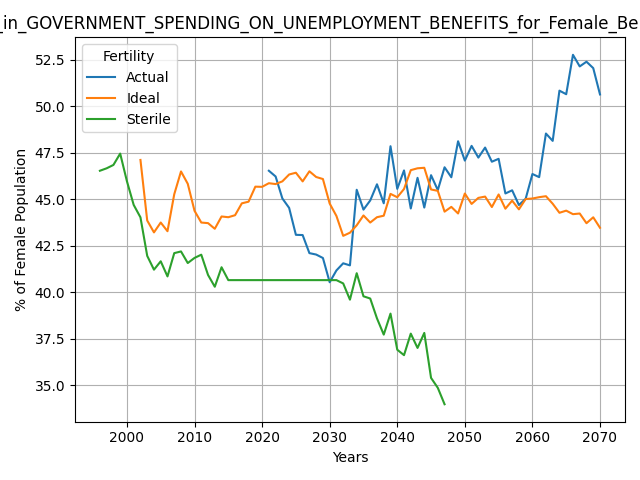 _in_GOVERNMENT_SPENDING_ON_UNEMPLOYMENT_BENEFITS_for_Female_Be
Fertility
Actual
Ideal
Sterile
% of Female Population
52.5
50.0
47.5
45.0
42.5
40.0
37.5
35.0
2000 2010 2020 2030 2040 2050 2060 2070
Years